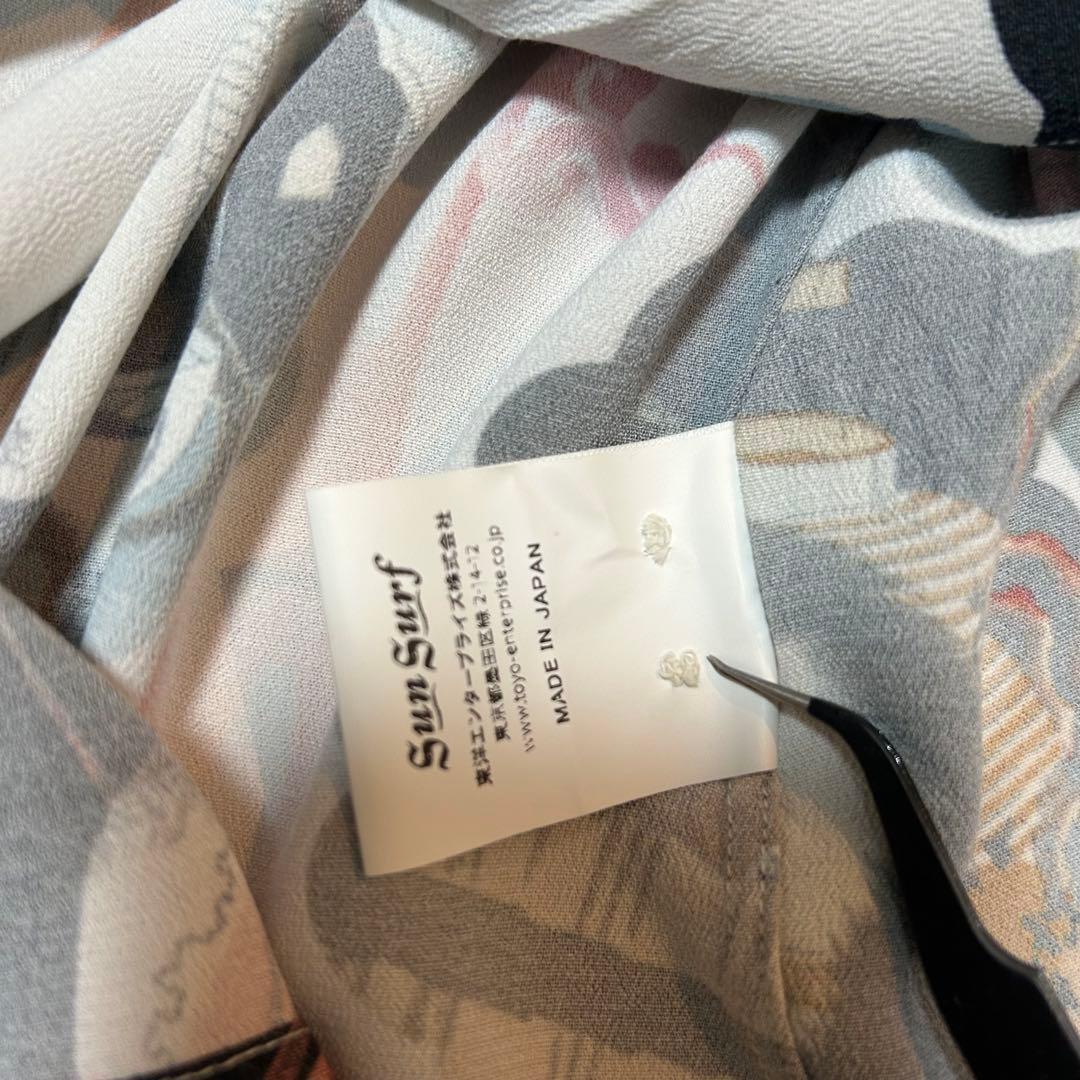 Sun Surf
東洋エンタープライズ株式会社
東京都墨田区緑 2-14-12
www.toyo-enterprise.co.jp
MADE IN JAPAN